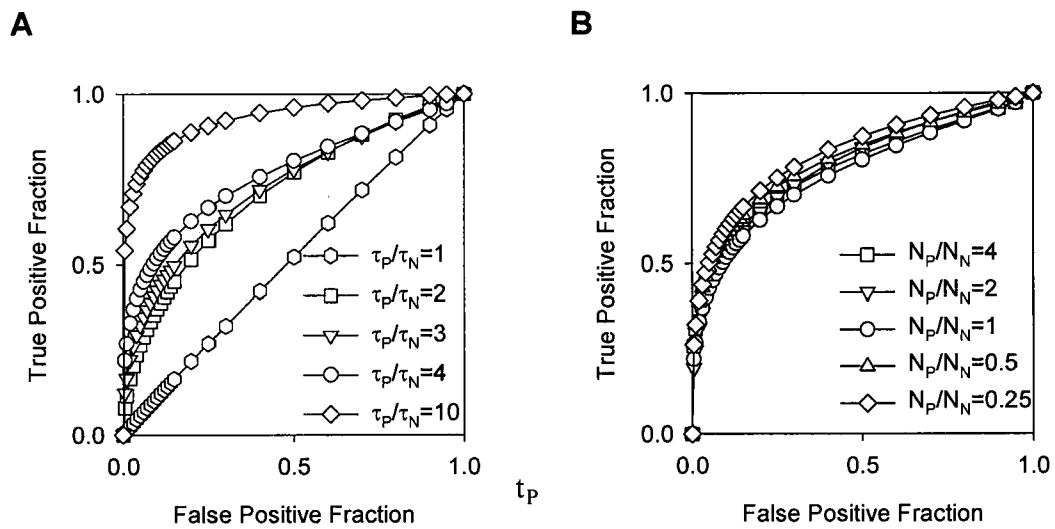 A
True Positive Fraction
1.0
0.5
0.0
0.0
0.5
1.0
False Positive Fraction
τP/τN=1
τP/τN=2
τP/τN=3
τP/τN=4
τP/τN=10
tP
B
True Positive Fraction
1.0
0.5
0.0
0.0
0.5
1.0
False Positive Fraction
NP/NN=4
NP/NN=2
NP/NN=1
NP/NN=0.5
NP/NN=0.25